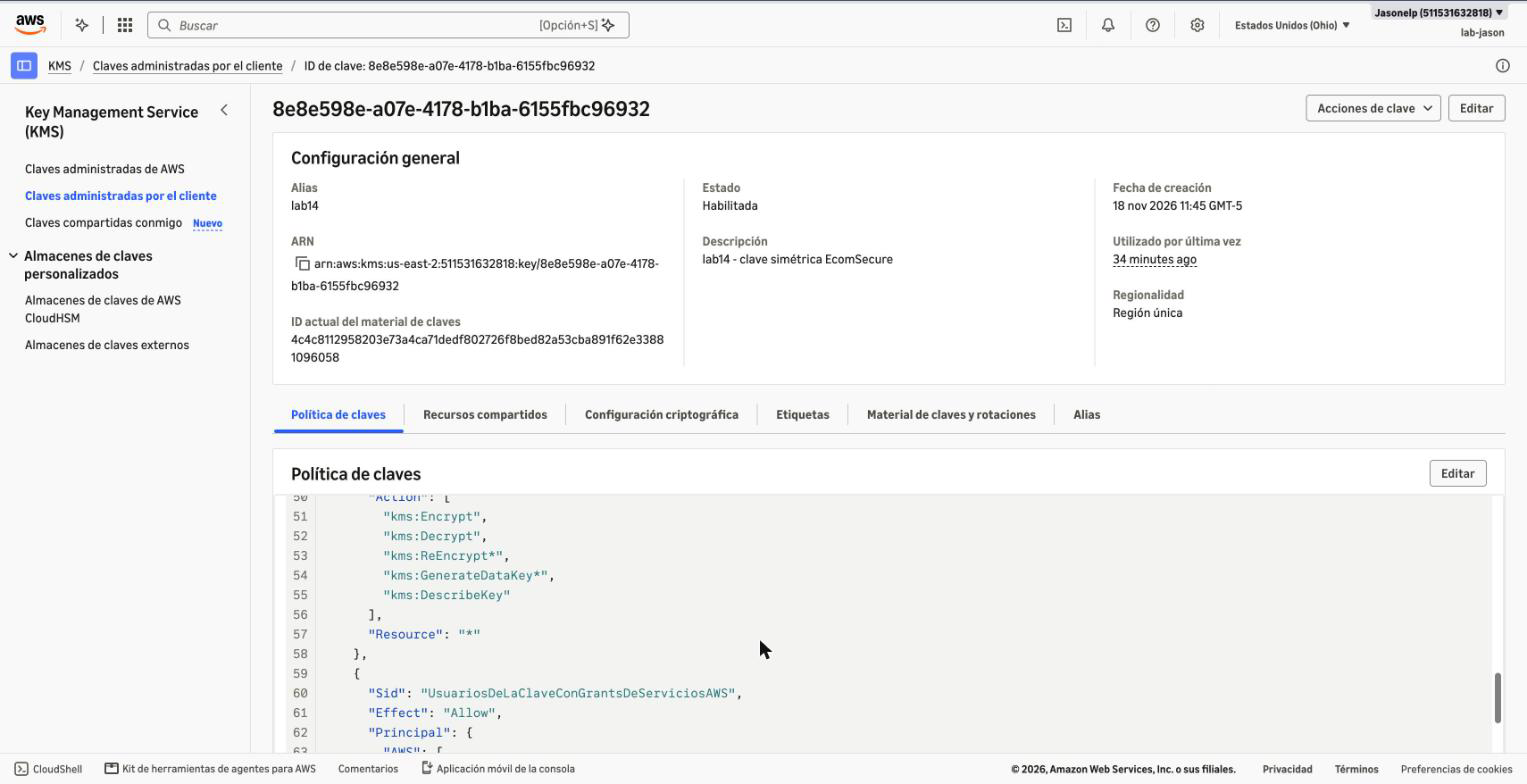 aws
Buscar
[Opción+S]
Estados Unidos (Ohio)
Jasonelp (511531632818)
lab-jason
KMS / Claves administradas por el cliente / ID de clave: 8e8e598e-a07e-4178-b1ba-6155fbc96932
Key Management Service
(KMS)
Claves administradas de AWS
Claves administradas por el cliente
Claves compartidas conmigo Nuevo
Almacenes de claves
personalizados
Almacenes de claves de AWS
CloudHSM
Almacenes de claves externos
8e8e598e-a07e-4178-b1ba-6155fbc96932
Acciones de clave
Editar
Configuración general
Alias
lab14
ARN
arn:aws:kms:us-east-2:511531632818:key/8e8e598e-a07e-4178-
b1ba-6155fbc96932
ID actual del material de claves
4c4c8112958203e73a4ca71dedf802726f8bed82a53cba891f62e3388
1096058
Estado
Habilitada
Descripción
lab14 - clave simétrica EcomSecure
Fecha de creación
18 nov 2026 11:45 GMT-5
Utilizado por última vez
34 minutes ago
Regionalidad
Región única
Política de claves
Recursos compartidos
Configuración criptográfica
Etiquetas
Material de claves y rotaciones
Alias
Política de claves
Editar
50 "Action": [
51 "kms:Encrypt",
52 "kms:Decrypt",
53 "kms:ReEncrypt*",
54 "kms:GenerateDataKey*",
55 "kms:DescribeKey"
56 ],
57 "Resource": "*"
58 },
59 {
60 "Sid": "UsuariosDeLaClaveConGrantsDeServiciosAWS",
61 "Effect": "Allow",
62 "Principal": {
63 "AWS": [
CloudShell
Kit de herramientas de agentes para AWS
Comentarios
Aplicación móvil de la consola
© 2026, Amazon Web Services, Inc. o sus filiales.
Privacidad
Términos
Preferencias de cookies